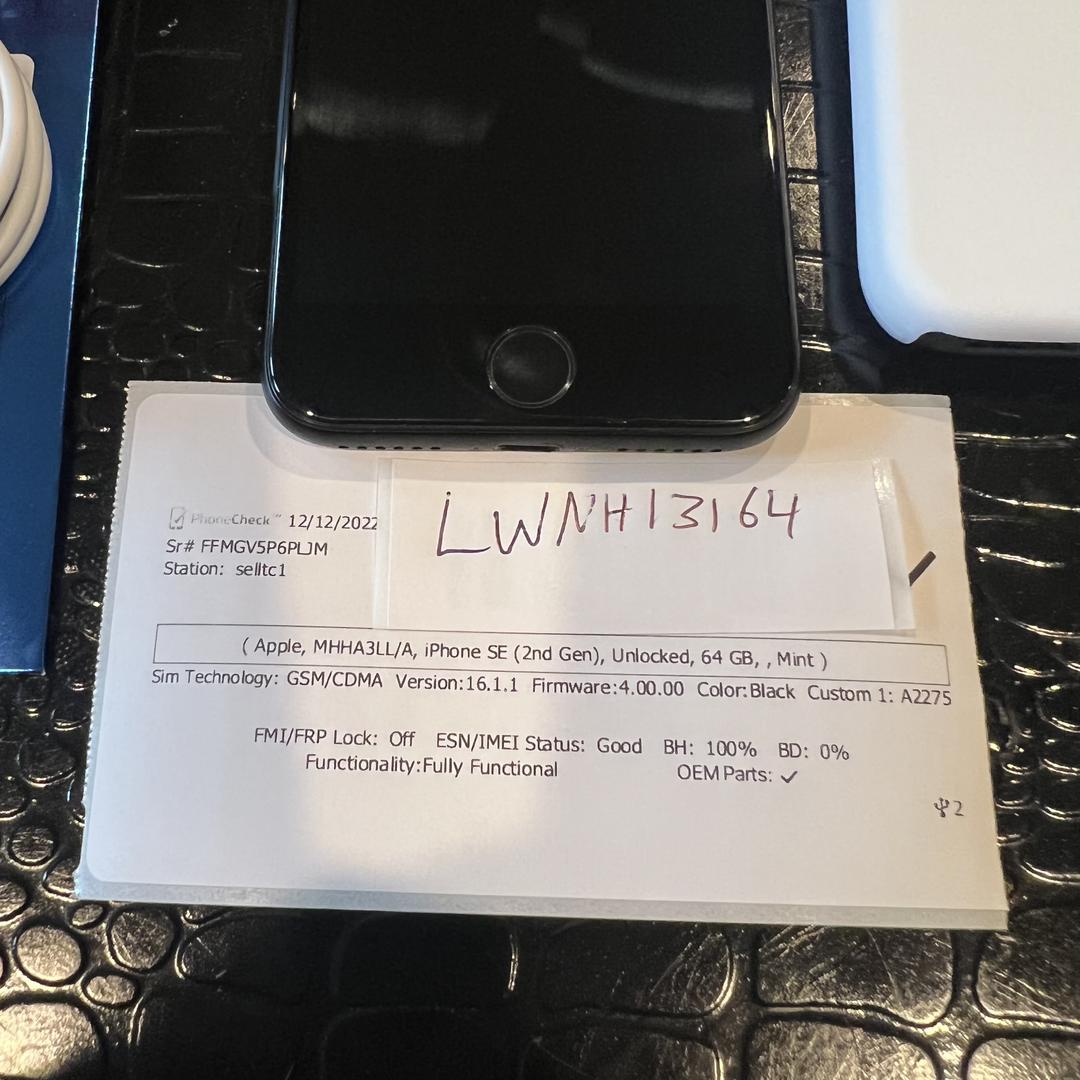 LWNH13164
PhoneCheck™ 12/12/2022
Sr# FFMGV5P6PLJM
Station: selltc1
( Apple, MHHA3LL/A, iPhone SE (2nd Gen), Unlocked, 64 GB, , Mint )
Sim Technology: GSM/CDMA Version:16.1.1 Firmware:4.00.00 Color:Black Custom 1: A2275
FMI/FRP Lock: Off ESN/IMEI Status: Good BH: 100% BD: 0%
Functionality:Fully Functional OEM Parts: ✓
2